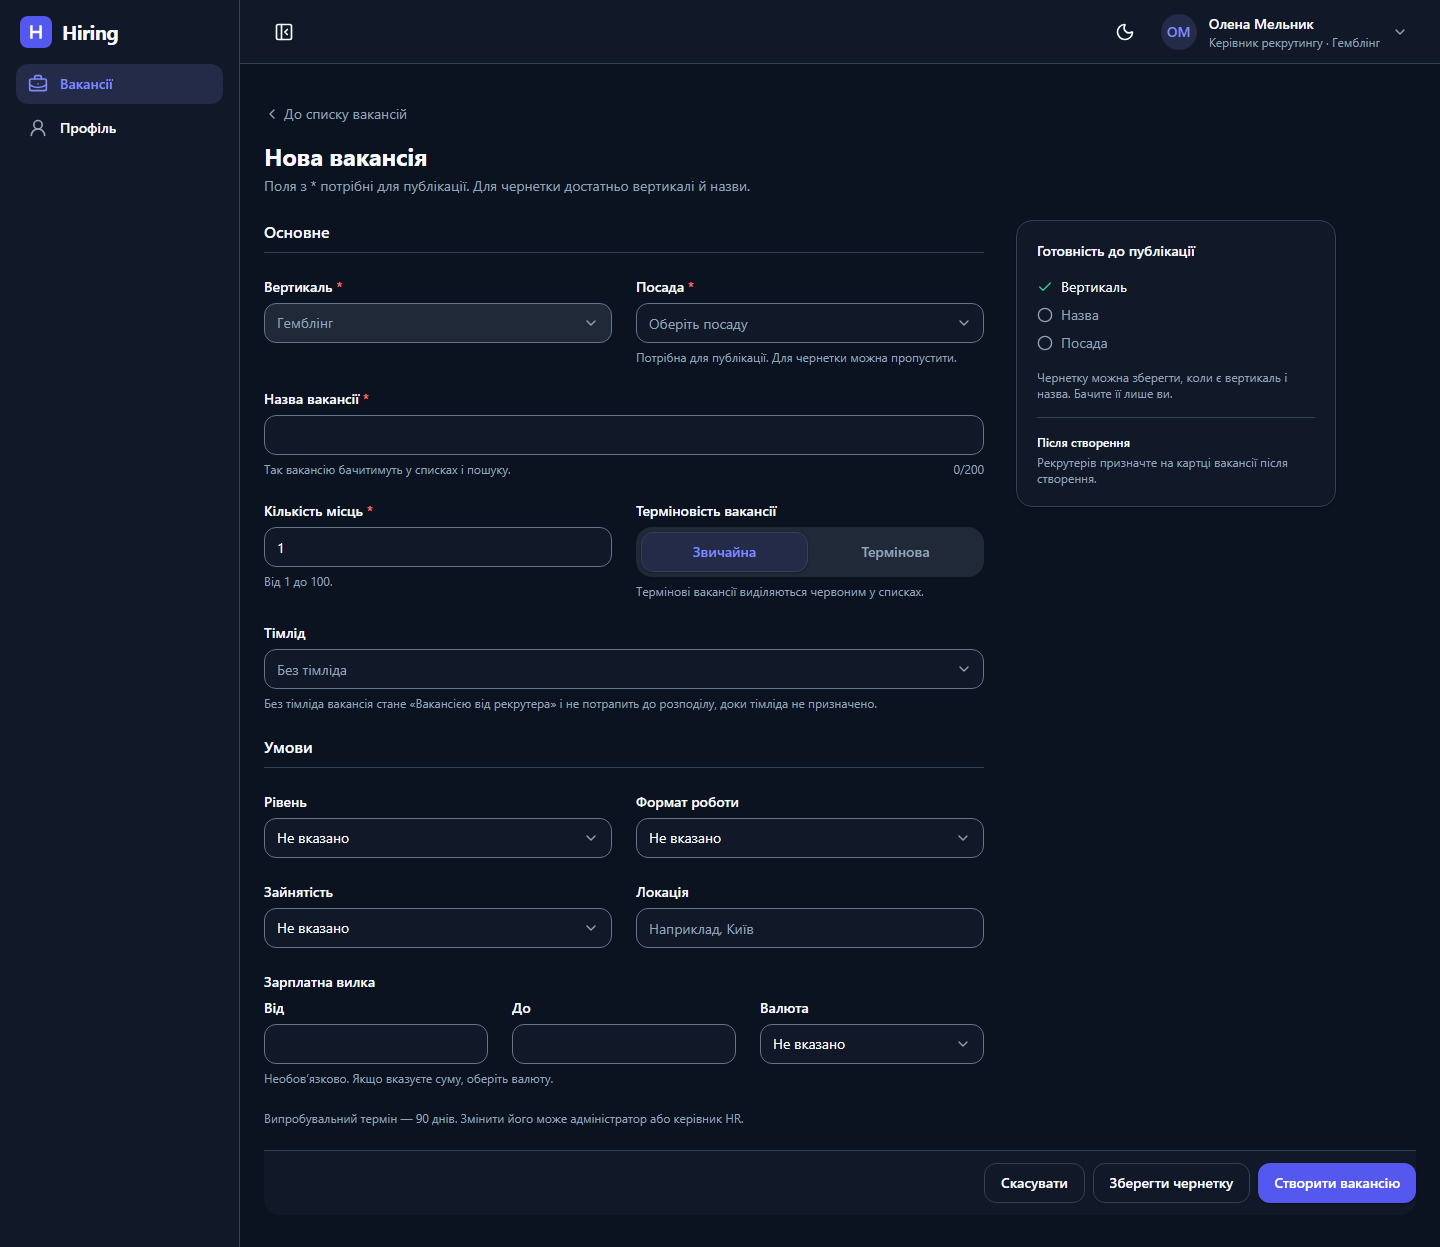 H Hiring
Вакансії
Профіль
ОМ
Олена Мельник
Керівник рекрутингу · Гемблінг
До списку вакансій
Нова вакансія
Поля з * потрібні для публікації. Для чернетки достатньо вертикалі й назви.
Основне
Вертикаль *
Гемблінг
Посада *
Оберіть посаду
Потрібна для публікації. Для чернетки можна пропустити.
Назва вакансії *
Так вакансію бачитимуть у списках і пошуку.
0/200
Кількість місць *
1
Від 1 до 100.
Терміновість вакансії
Звичайна
Термінова
Термінові вакансії виділяються червоним у списках.
Тімлід
Без тімліда
Без тімліда вакансія стане «Вакансією від рекрутера» і не потрапить до розподілу, доки тімліда не призначено.
Умови
Рівень
Не вказано
Формат роботи
Не вказано
Зайнятість
Не вказано
Локація
Наприклад, Київ
Зарплатна вилка
Від
До
Валюта
Не вказано
Необов'язково. Якщо вказуєте суму, оберіть валюту.
Випробувальний термін — 90 днів. Змінити його може адміністратор або керівник HR.
Скасувати
Зберегти чернетку
Створити вакансію
Готовність до публікації
Вертикаль
Назва
Посада
Чернетку можна зберегти, коли є вертикаль і
назва. Бачите її лише ви.
Після створення
Рекрутерів призначте на картці вакансії після
створення.